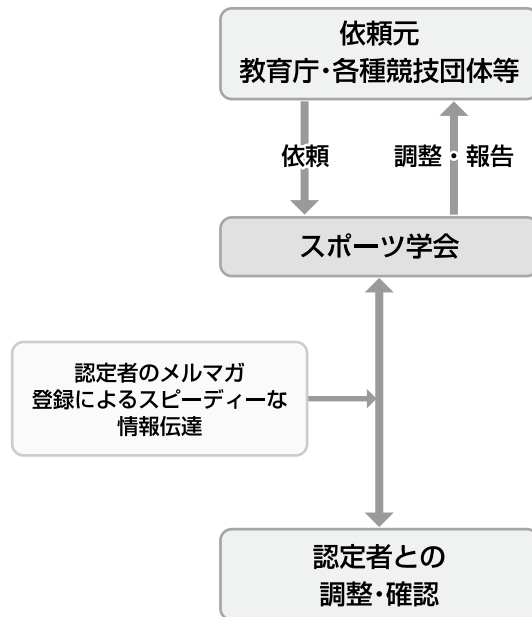 依頼元
教育庁・各種競技団体等
依頼
調整・報告
スポーツ学会
認定者のメルマガ
登録によるスピーディーな
情報伝達
認定者との
調整・確認